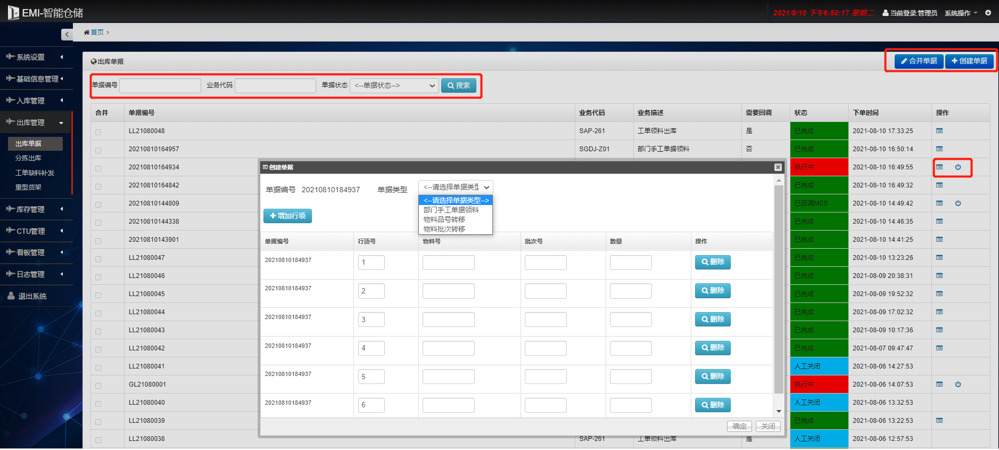 EMI-智能仓储
2021/8/10 下午6:50:17 星期二 当前登录:管理员 系统操作
首页
系统设置
基础信息管理
入库管理
出库管理
出库单据
分拣出库
工单缺料补发
重型货架
库存管理
CTU管理
看板管理
日志管理
退出系统
出库单据 合并单据 创建单据
单据编号 业务代码 单据状态 <--单据状态--> 搜索
合并 单据编号 业务代码 业务描述 需要回调 状态 下单时间 操作
LL21080048 SAP-261 工单领料出库 是 已完成 2021-08-10 17:33:25
20210810164957 SGDJ-Z01 部门手工单据领料 否 已完成 2021-08-10 16:50:14
20210810164934 执行中 2021-08-10 16:49:55
20210810164842 已完成 2021-08-10 16:49:32
20210810144809 已回调MES 2021-08-10 14:49:42
20210810144338 已完成 2021-08-10 14:46:35
20210810143901 已完成 2021-08-10 14:41:25
LL21080047 已完成 2021-08-10 13:23:26
LL21080046 已完成 2021-08-09 20:38:31
LL21080045 已完成 2021-08-09 19:52:32
LL21080044 已完成 2021-08-09 17:02:32
LL21080043 已完成 2021-08-09 10:17:36
LL21080042 已完成 2021-08-07 09:47:47
LL21080041 人工关闭 2021-08-06 14:27:53
GL21080001 执行中 2021-08-06 14:07:53
LL21080040 人工关闭 2021-08-06 13:32:53
LL21080039 已完成 2021-08-06 13:22:53
LL21080038 SAP-261 工单领料出库 是 人工关闭 2021-08-06 12:57:53
创建单据
单据编号 20210810184937 单据类型 <--请选择单据类型
<--请选择单据类型-->
部门手工单据领料
物料品号转移
物料批次转移
增加行项
单据编号 行顶号 物料号 批次号 数量 操作
20210810184937 1 删除
20210810184937 2 删除
20210810184937 3 删除
20210810184937 4 删除
20210810184937 5 删除
20210810184937 6 删除
确定 关闭